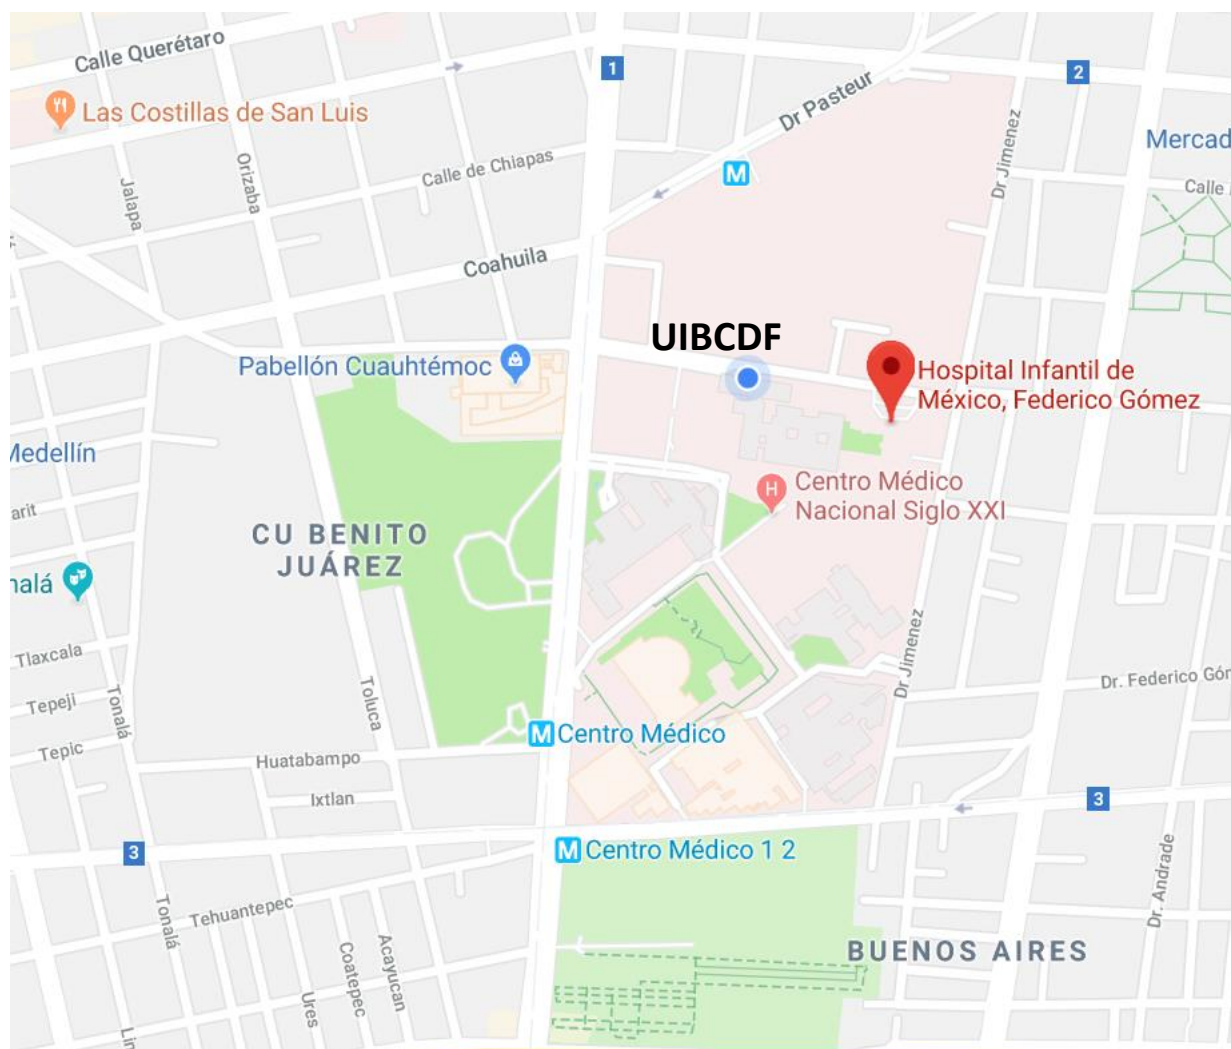 Calle Querétaro
1
2
Las Costillas de San Luis
Dr Pasteur
Dr Jimenez
Mercad
Orizaba
Calle de Chiapas
M
Jalapa
Calle
Coahuila
UIBCDF
Pabellón Cuauhtémoc
Hospital Infantil de
México, Federico Gómez
Medellín
H
Centro Médico
Nacional Siglo XXI
arit
CU BENITO
JUÁREZ
nalá
Tlaxcala
Dr Jimenez
Tepeji
Tonalá
Toluca
Dr. Federico Góm
M Centro Médico
Tepic
Huatabampo
Ixtlan
3
3
M Centro Médico 1 2
Dr. Andrade
Tehuantepec
Tonalá
Coatepec
Acayucan
BUENOS AIRES
Ures
Lin